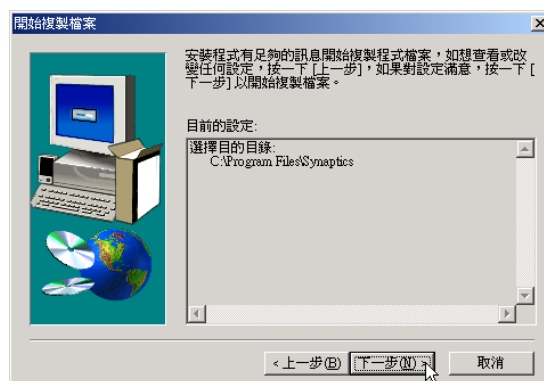 開始複製檔案
安裝程式有足夠的訊息開始複製程式檔案，如想查看或改
變任何設定，按一下 [上一步]，如果對設定滿意，按一下 [
下一步] 以開始複製檔案。
目前的設定:
選擇目的目錄:
C:\Program Files\Synaptics
< 上一步(B)
下一步(N) >
取消